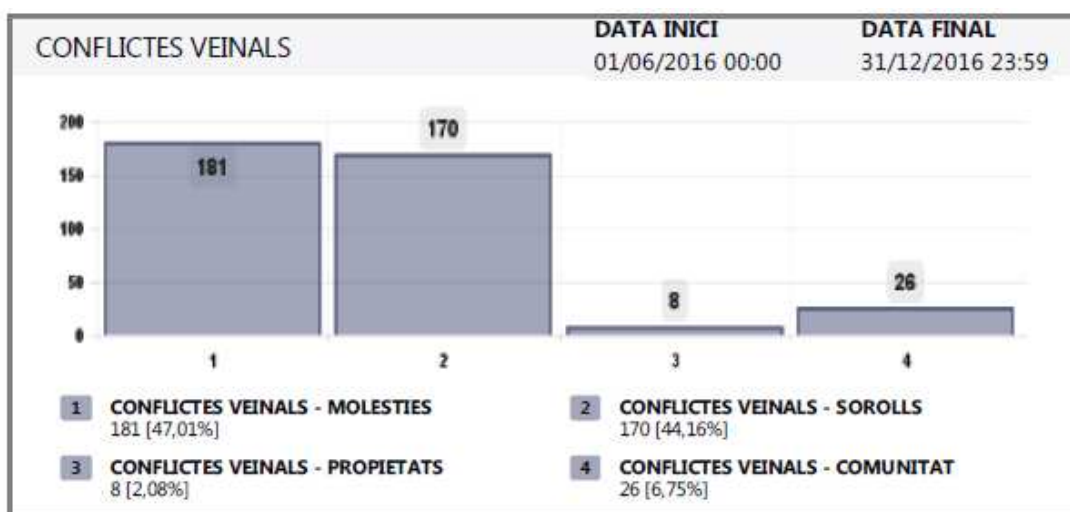 CONFLICTES VEINALS
DATA INICI
01/06/2016 00:00
DATA FINAL
31/12/2016 23:59
200
150
100
50
0
181
170
8
26
1
2
3
4
1 CONFLICTES VEINALS - MOLESTIES
181 [47,01%]
2 CONFLICTES VEINALS - SOROLLS
170 [44,16%]
3 CONFLICTES VEINALS - PROPIETATS
8 [2,08%]
4 CONFLICTES VEINALS - COMUNITAT
26 [6,75%]